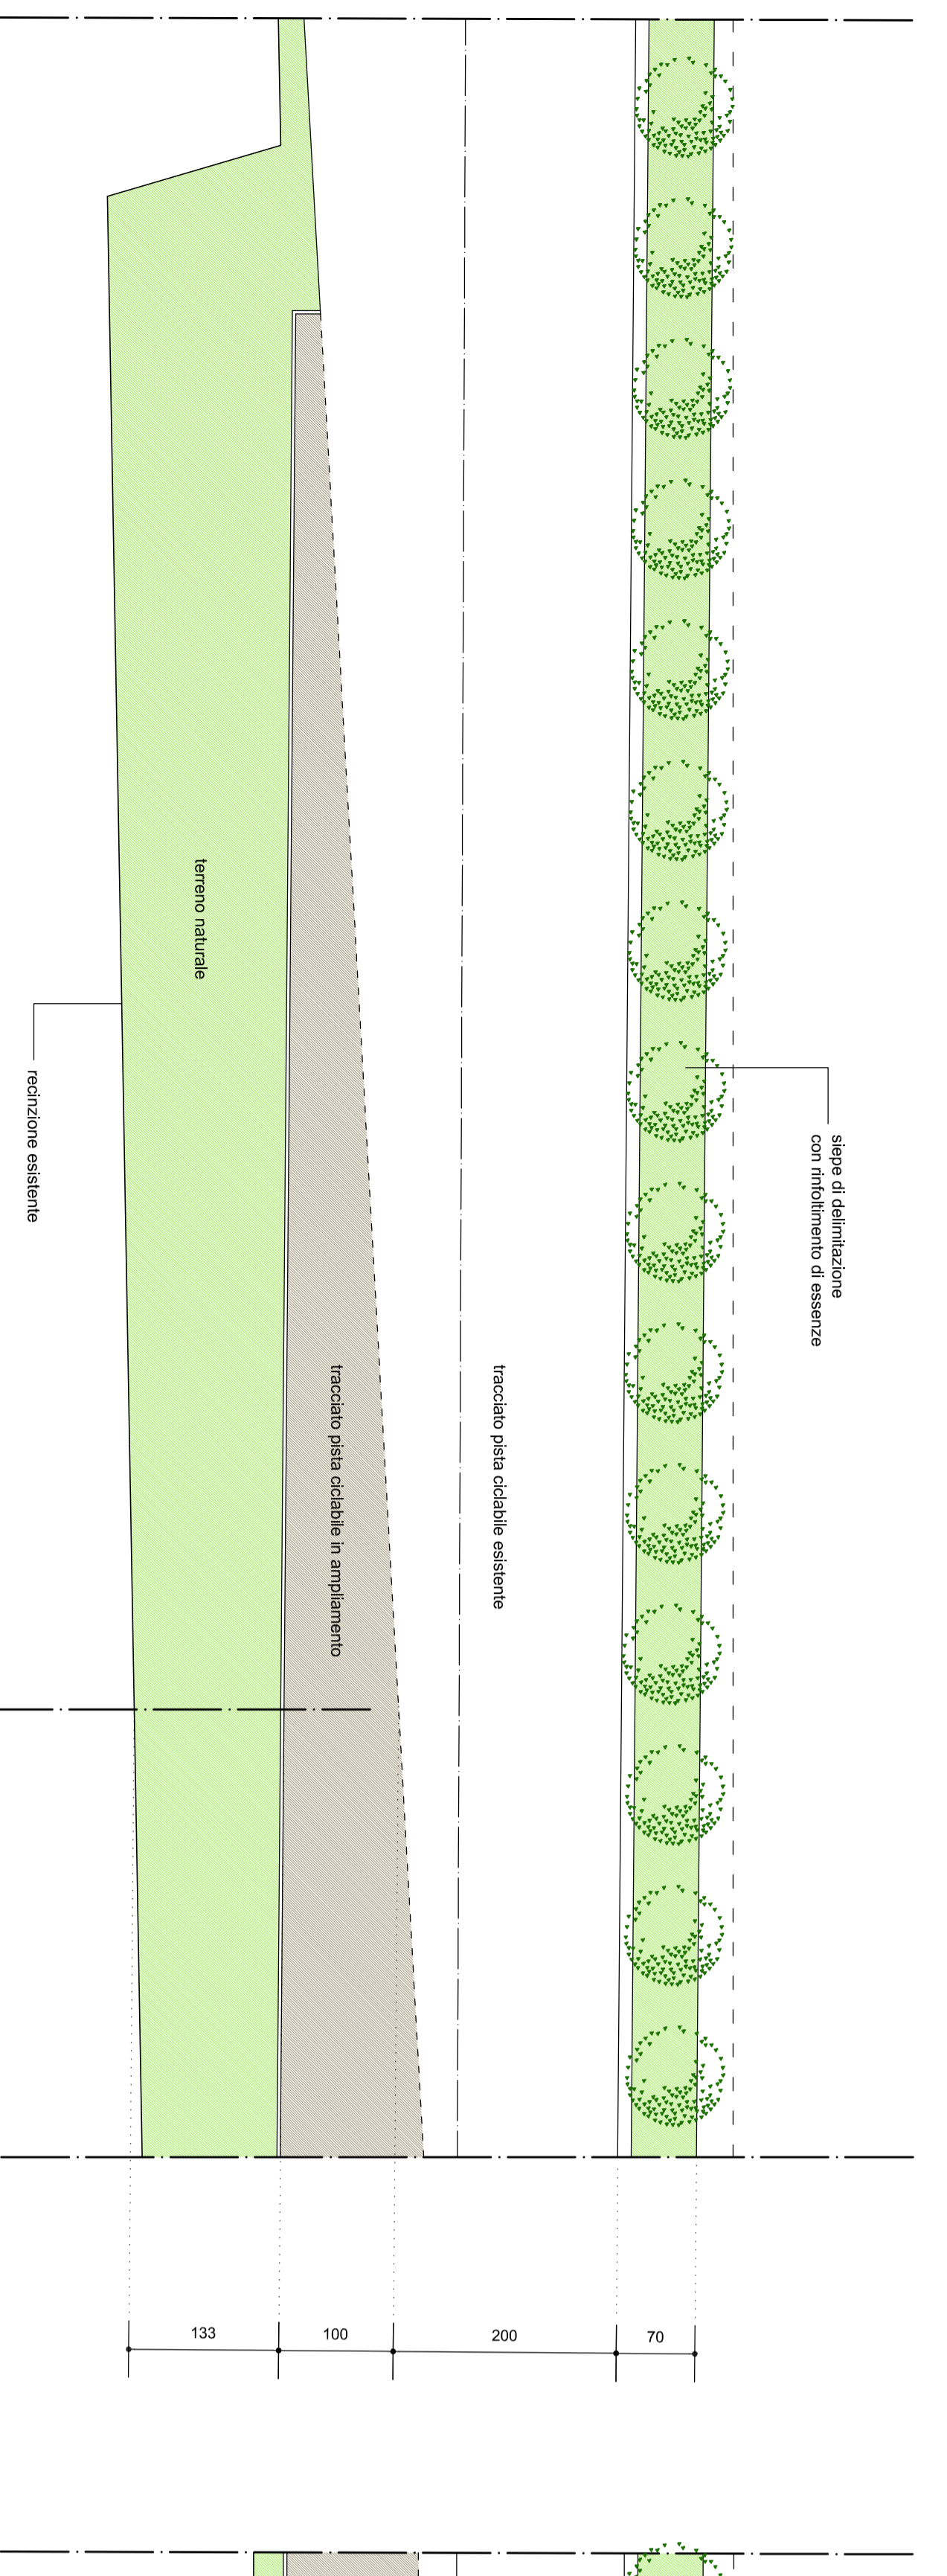 siepe di delimitazione
con rinfoltimento di essenze
tracciato pista ciclabile esistente
tracciato pista ciclabile in ampliamento
terreno naturale
recinzione esistente
133
100
200
70